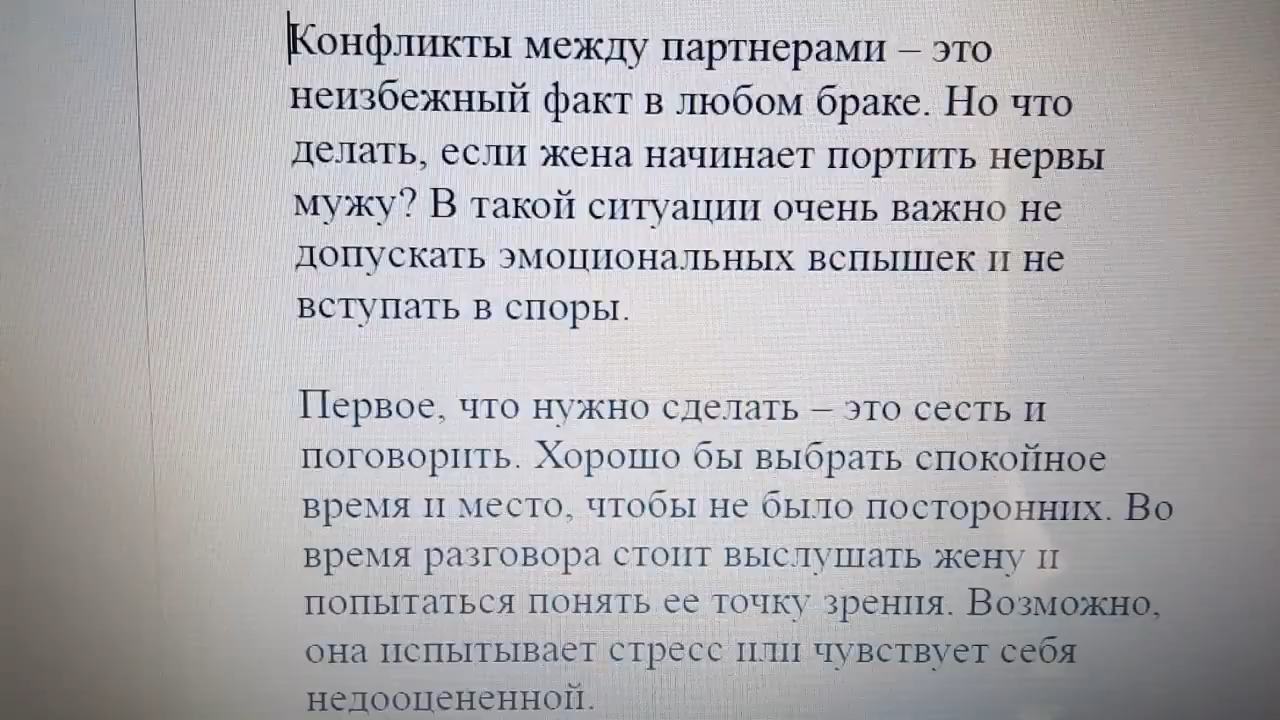 Конфликты между партнерами – это
неизбежный факт в любом браке. Но что
делать, если жена начинает портить нервы
мужу? В такой ситуации очень важно не
допускать эмоциональных вспышек и не
вступать в споры.
Первое, что нужно сделать – это сесть и
поговорить. Хорошо бы выбрать спокойное
время и место, чтобы не было посторонних. Во
время разговора стоит выслушать жену и
попытаться понять ее точку зрения. Возможно,
она испытывает стресс или чувствует себя
недооцененной.